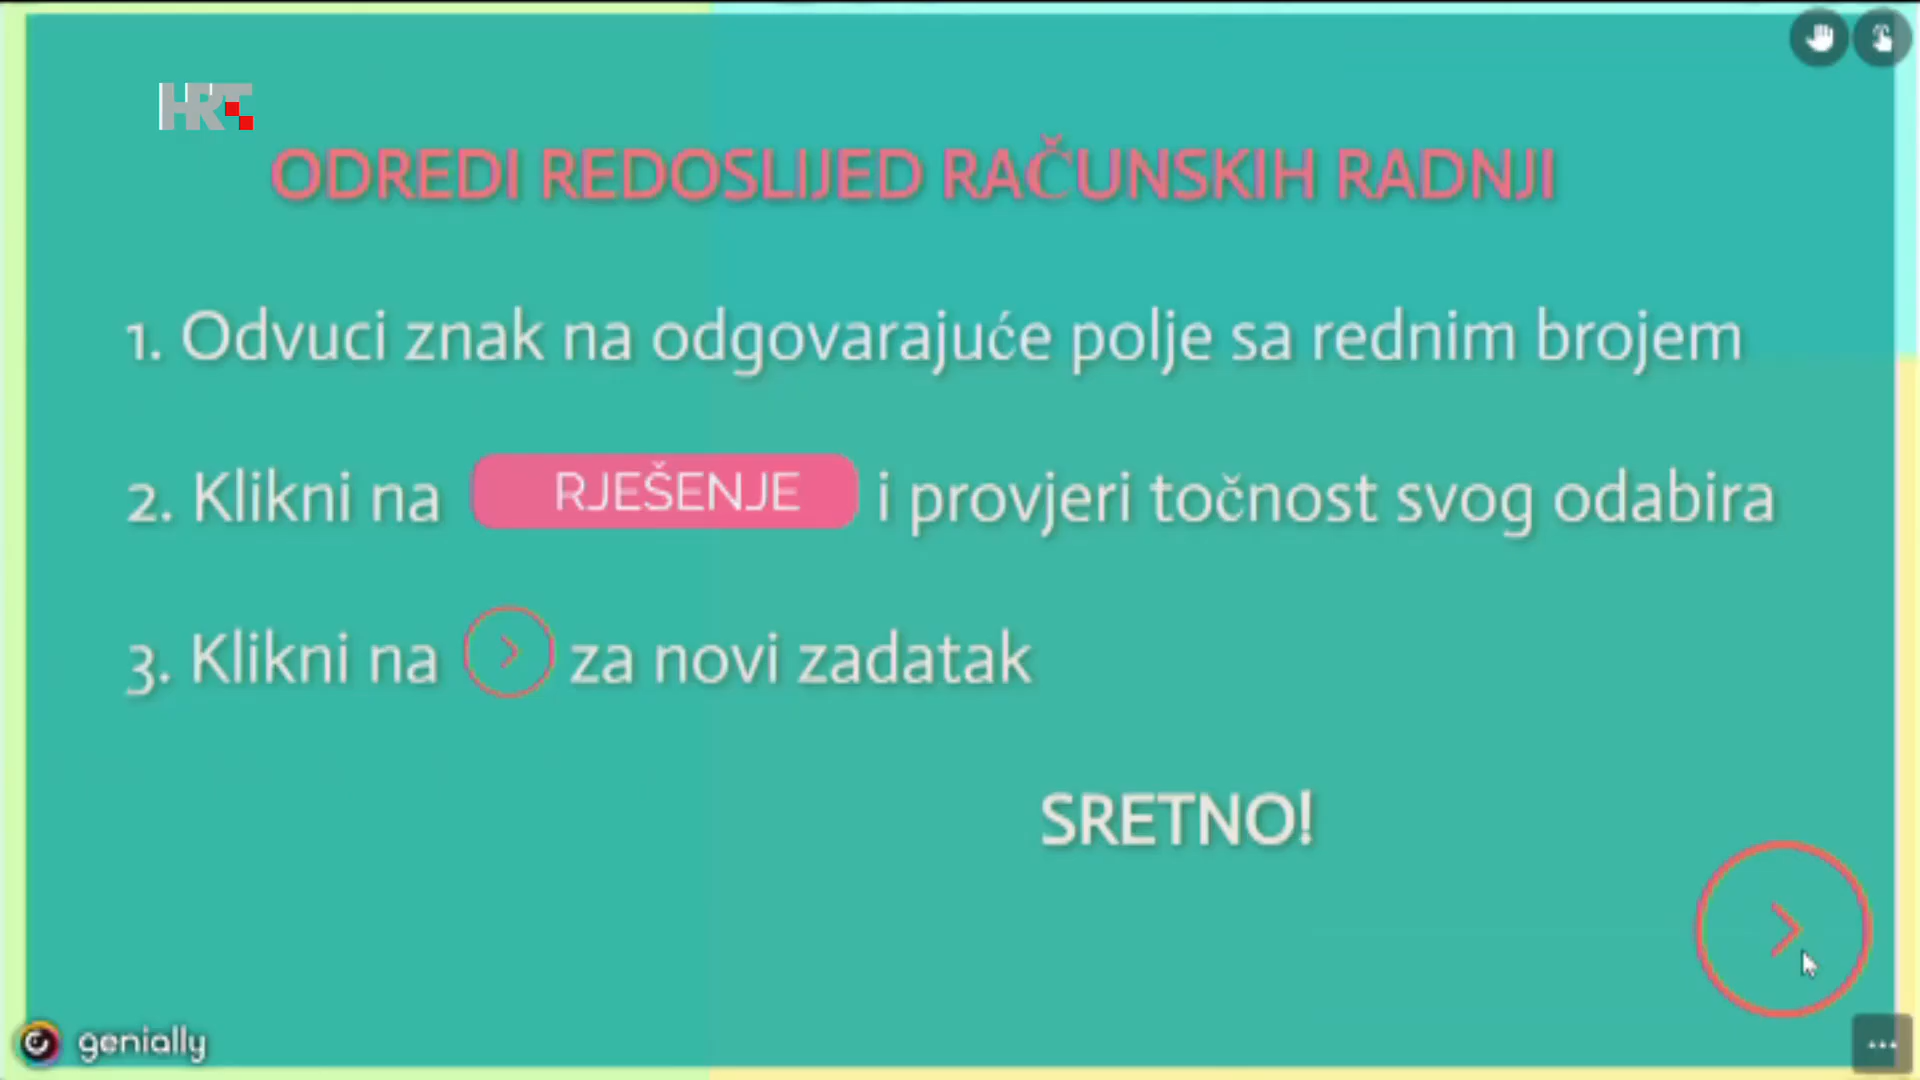 HRT
ODREDI REDOSLIJED RAČUNSKIH RADNJI
1. Odvuci znak na odgovarajuće polje sa rednim brojem
2. Klikni na RJEŠENJE i provjeri točnost svog odabira
3. Klikni na > za novi zadatak
SRETNO!
genially